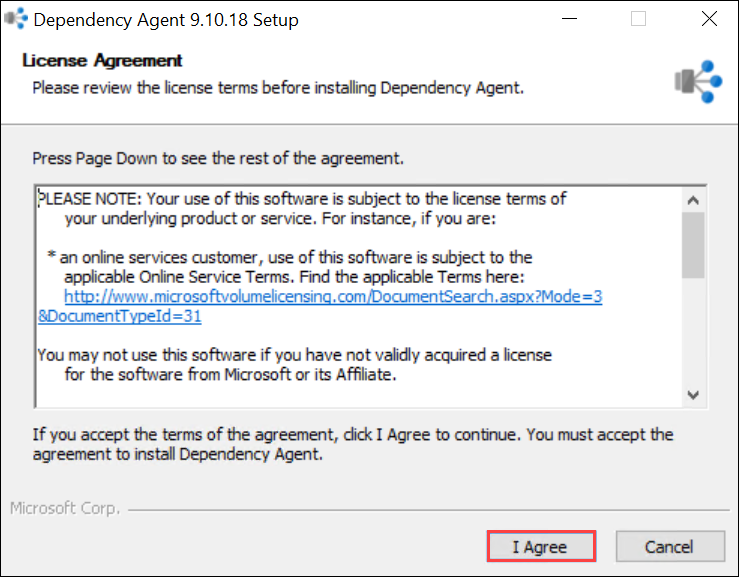 Dependency Agent 9.10.18 Setup
License Agreement
Please review the license terms before installing Dependency Agent.
Press Page Down to see the rest of the agreement.
PLEASE NOTE: Your use of this software is subject to the license terms of
your underlying product or service. For instance, if you are:
* an online services customer, use of this software is subject to the
applicable Online Service Terms. Find the applicable Terms here:
http://www.microsoftvolumelicensing.com/DocumentSearch.aspx?Mode=3
&DocumentTypeId=31
You may not use this software if you have not validly acquired a license
for the software from Microsoft or its Affiliate.
If you accept the terms of the agreement, click I Agree to continue. You must accept the
agreement to install Dependency Agent.
Microsoft Corp.
I Agree
Cancel